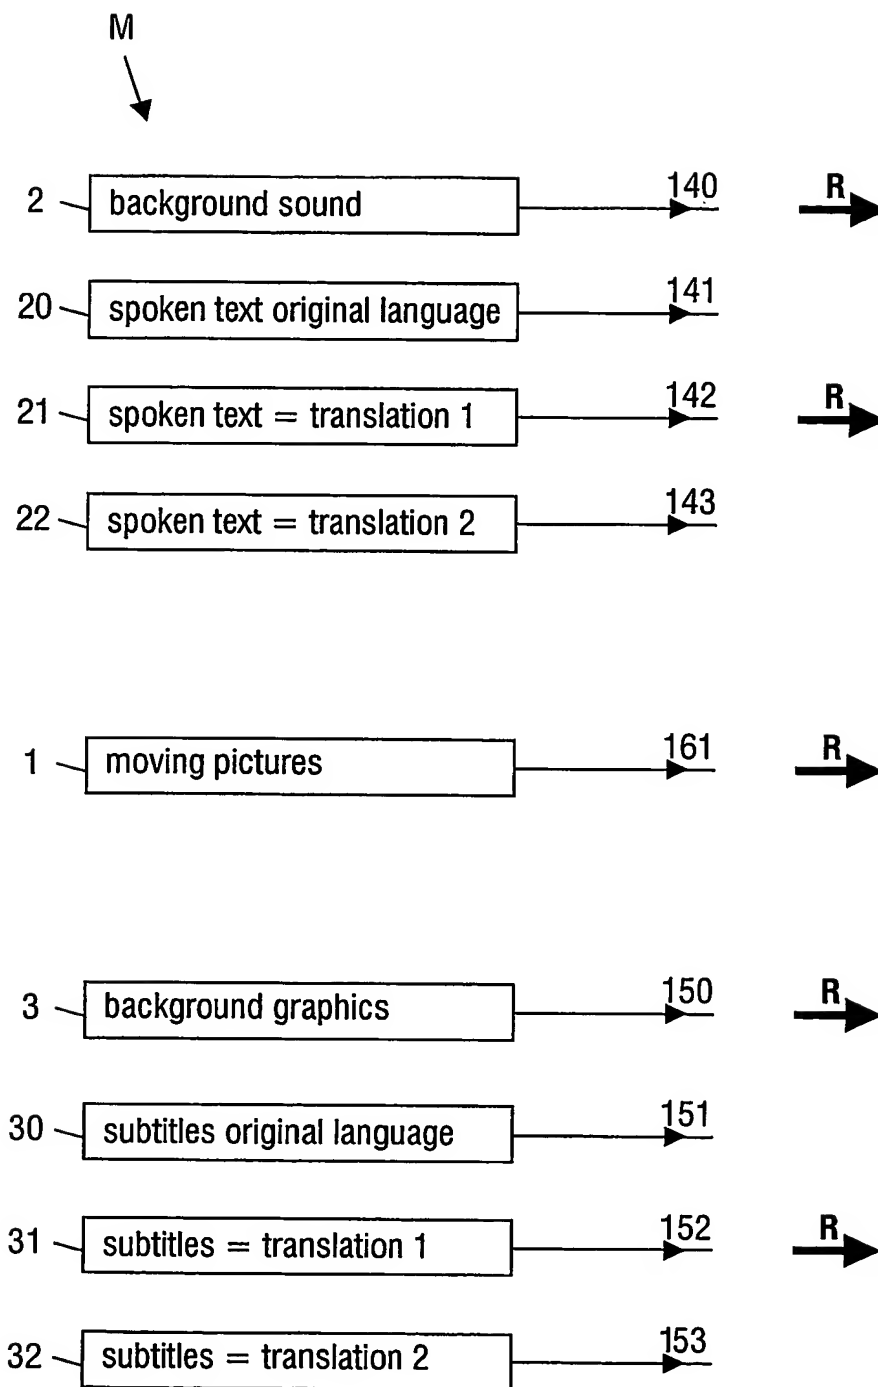 M
2 background sound 140 R
20 spoken text original language 141
21 spoken text = translation 1 142 R
22 spoken text = translation 2 143
1 moving pictures 161 R
3 background graphics 150 R
30 subtitles original language 151
31 subtitles = translation 1 152 R
32 subtitles = translation 2 153